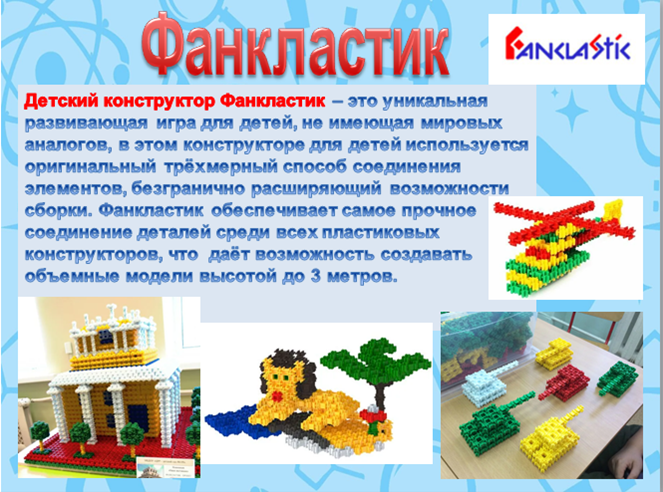 Фанкластик
FANCLASTIC
Детский конструктор Фанкластик – это уникальная
развивающая игра для детей, не имеющая мировых
аналогов, в этом конструкторе для детей используется
оригинальный трёхмерный способ соединения
элементов, безгранично расширяющий возможности
сборки. Фанкластик обеспечивает самое прочное
соединение деталей среди всех пластиковых
конструкторов, что даёт возможность создавать
объемные модели высотой до 3 метров.